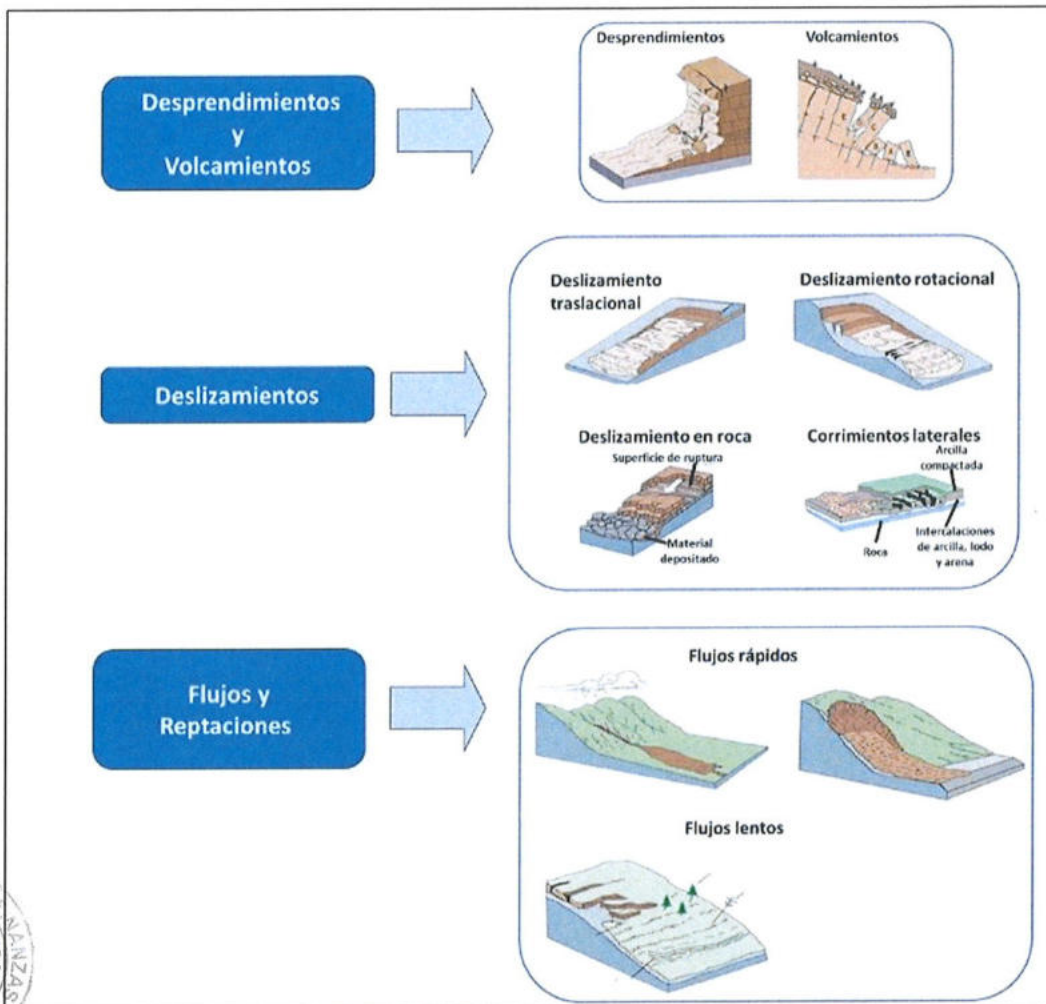 Desprendimientos
y
Volcamientos
Desprendimientos
Volcamientos
Deslizamientos
Deslizamiento
traslacional
Deslizamiento rotacional
Deslizamiento en roca
Superficie de ruptura
Material
depositado
Corrimientos laterales
Arcilla
compactada
Roca
Intercalaciones
de arcilla, lodo
y arena
Flujos y
Reptaciones
Flujos rápidos
Flujos lentos
NANZAS